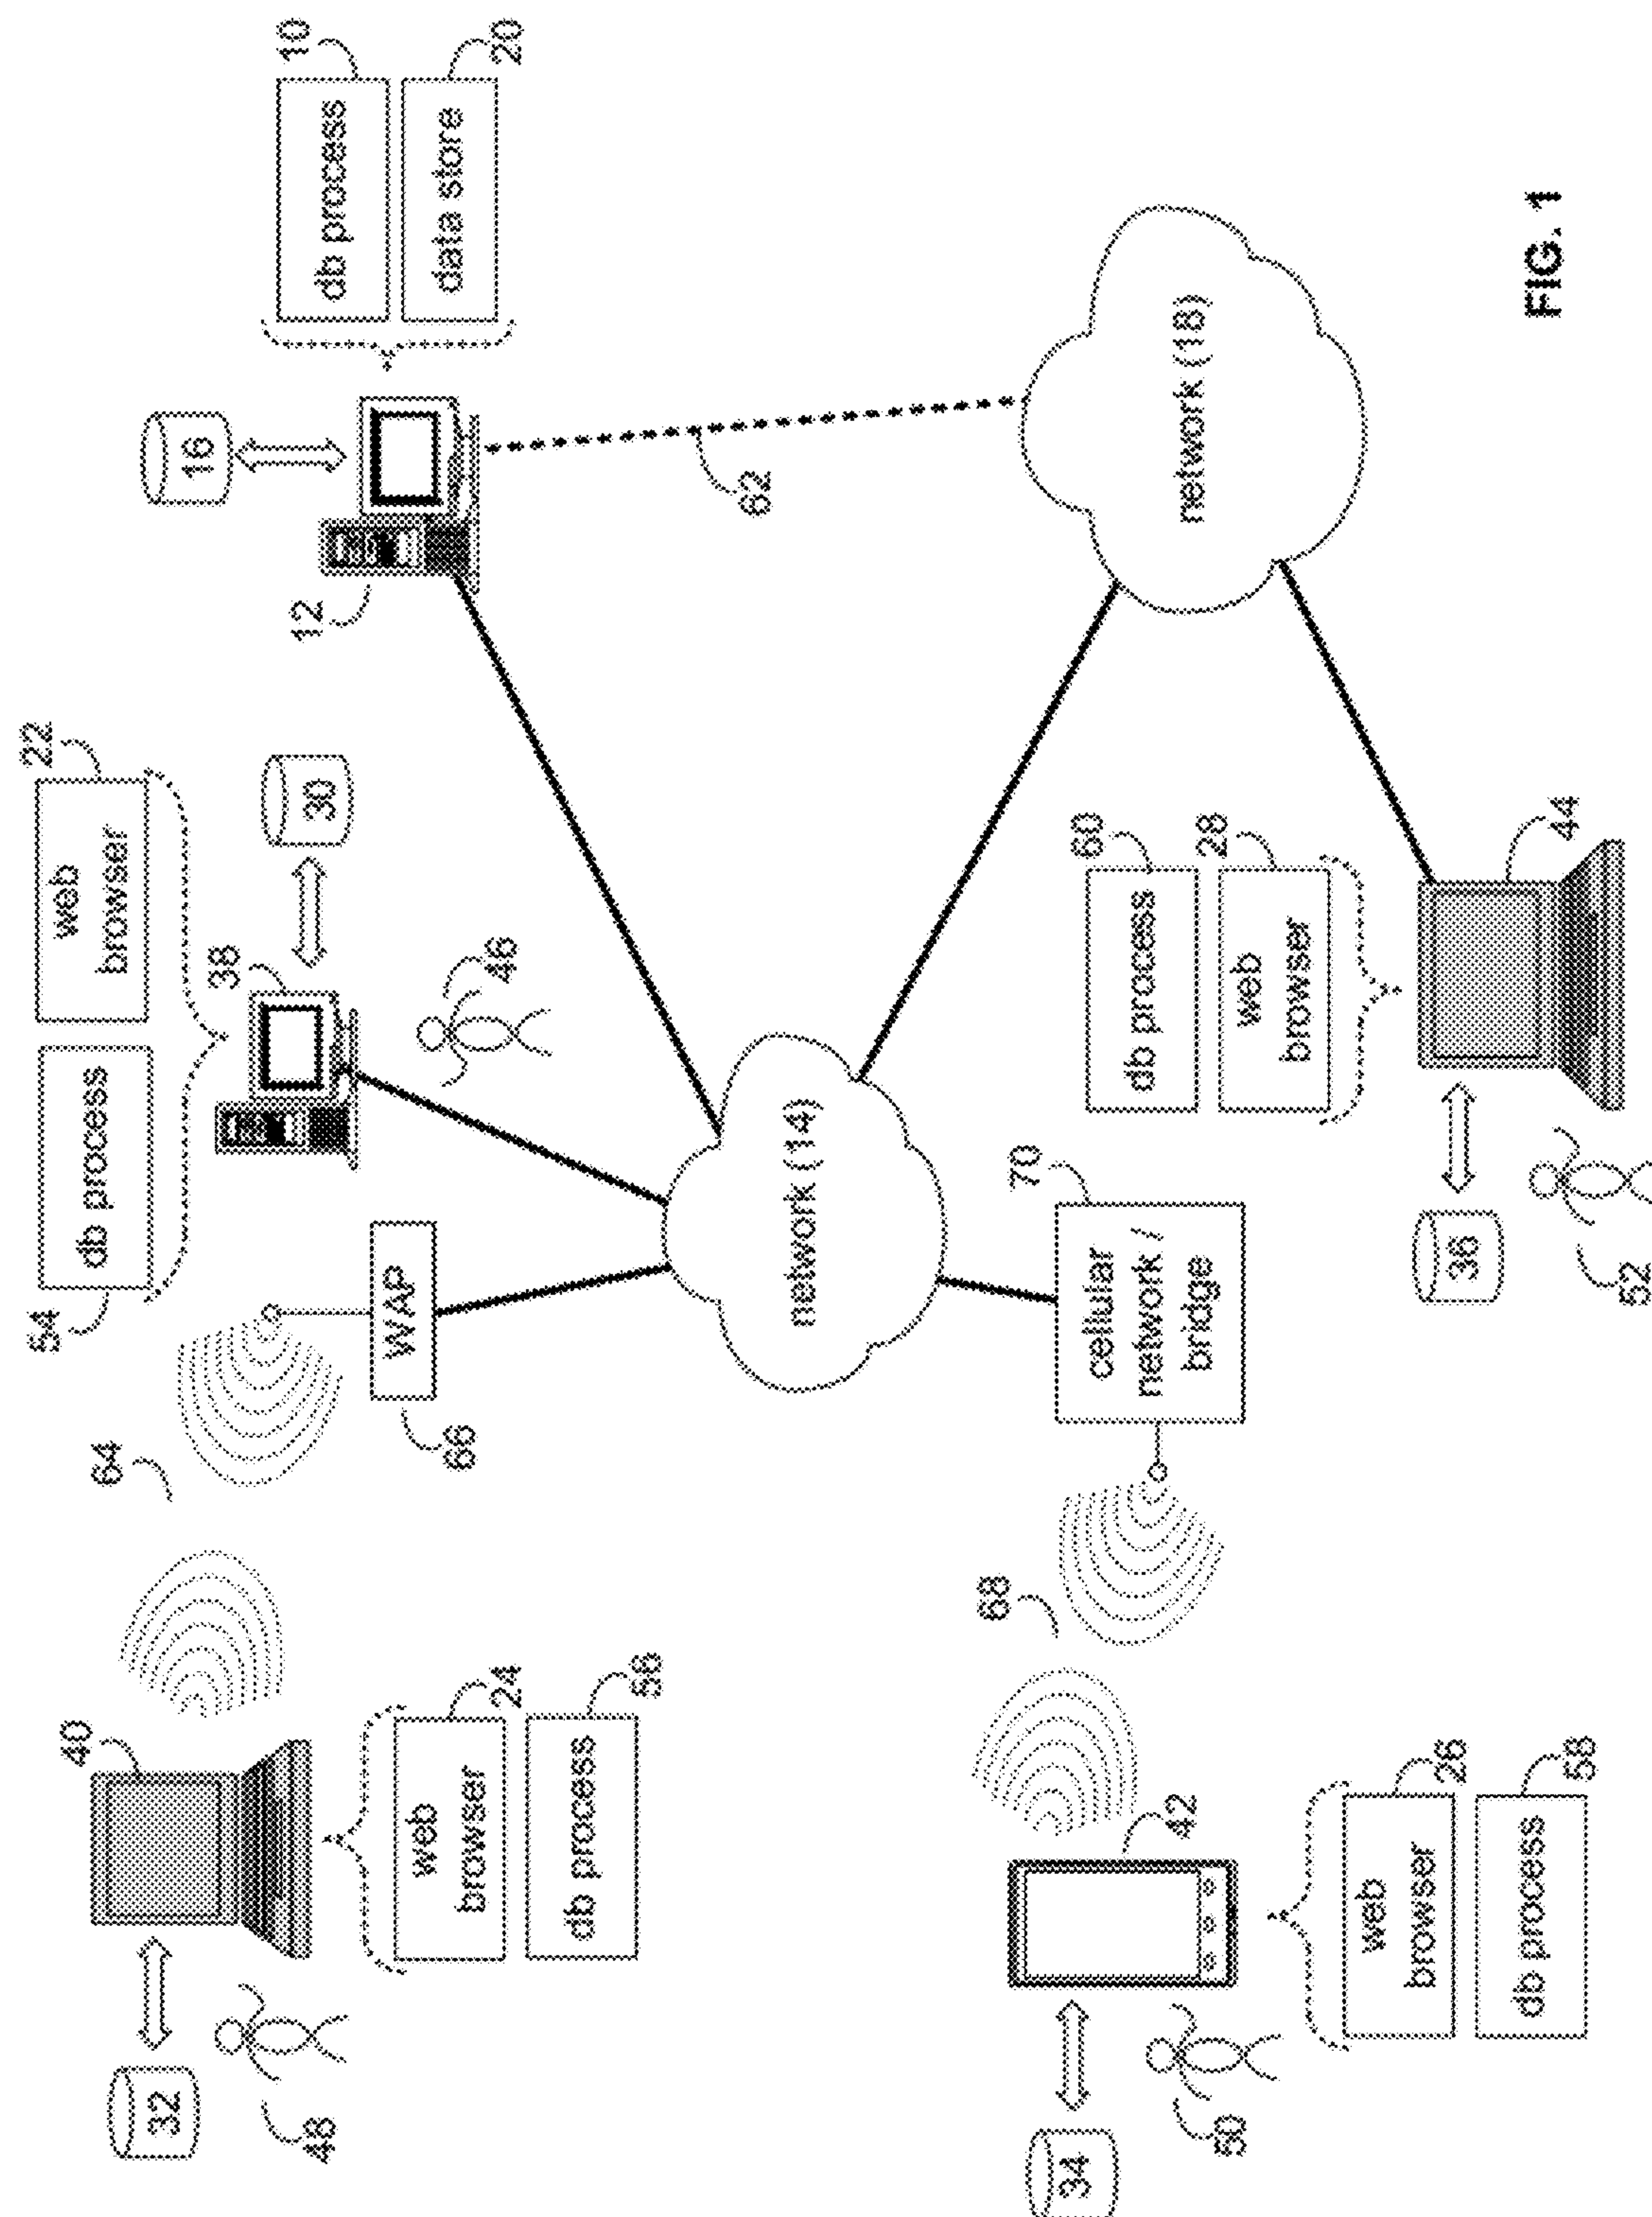 40
32
48
web
browser
24
db process
56
64
54
db process
web
browser
22
38
30
46
WAP
66
16
12
db process
10
data store
20
62
network (14)
network (18)
68
34
42
50
web
browser
26
db process
58
70
cellular
network /
bridge
60
db process
28
web
browser
36
44
52
FIG. 1